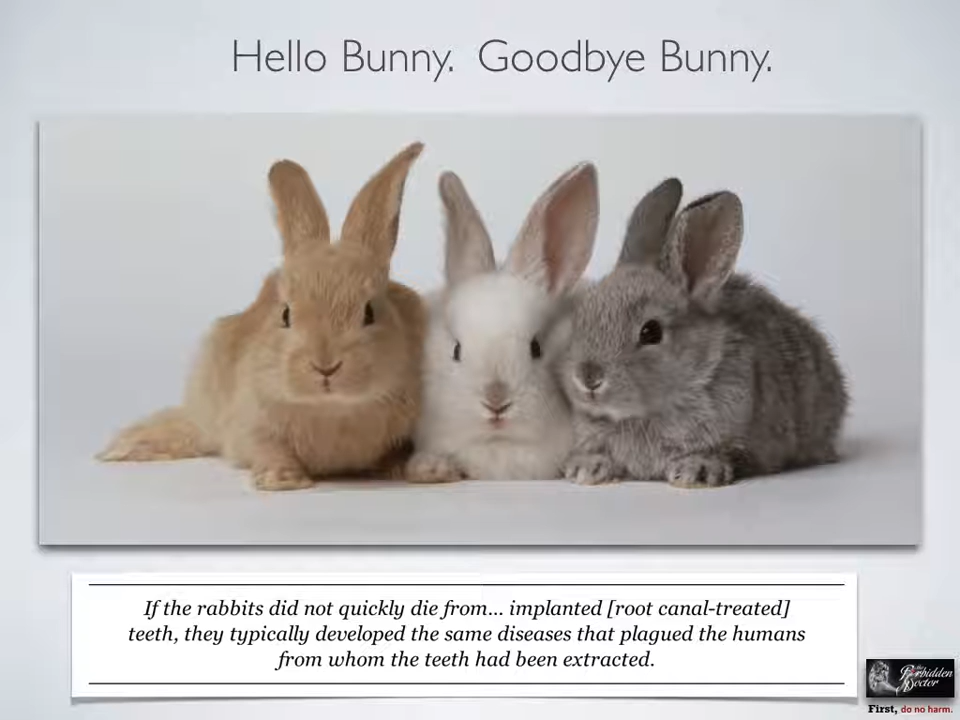 Hello Bunny. Goodbye Bunny.
If the rabbits did not quickly die from... implanted [root canal-treated]
teeth, they typically developed the same diseases that plagued the humans
from whom the teeth had been extracted.
the
Forbidden
Doctor
First, do no harm.